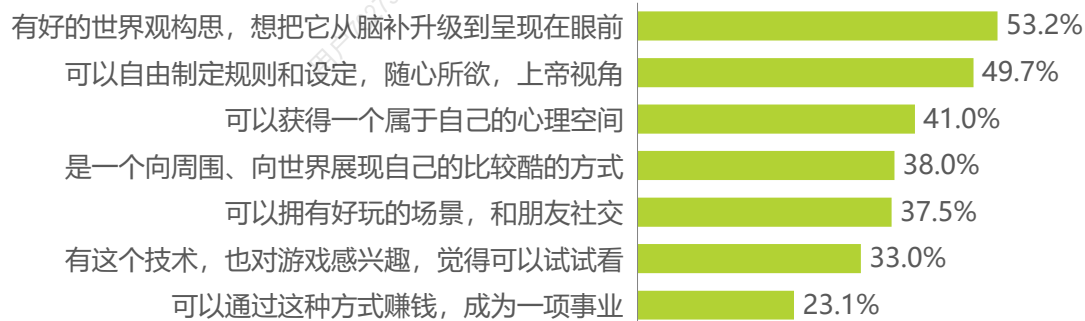 有好的世界观构思，想把它从脑补升级到呈现在眼前 53.2%
可以自由制定规则和设定，随心所欲，上帝视角 49.7%
可以获得一个属于自己的心理空间 41.0%
是一个向周围、向世界展现自己的比较酷的方式 38.0%
可以拥有好玩的场景，和朋友社交 37.5%
有这个技术，也对游戏感兴趣，觉得可以试试看 33.0%
可以通过这种方式赚钱，成为一项事业 23.1%